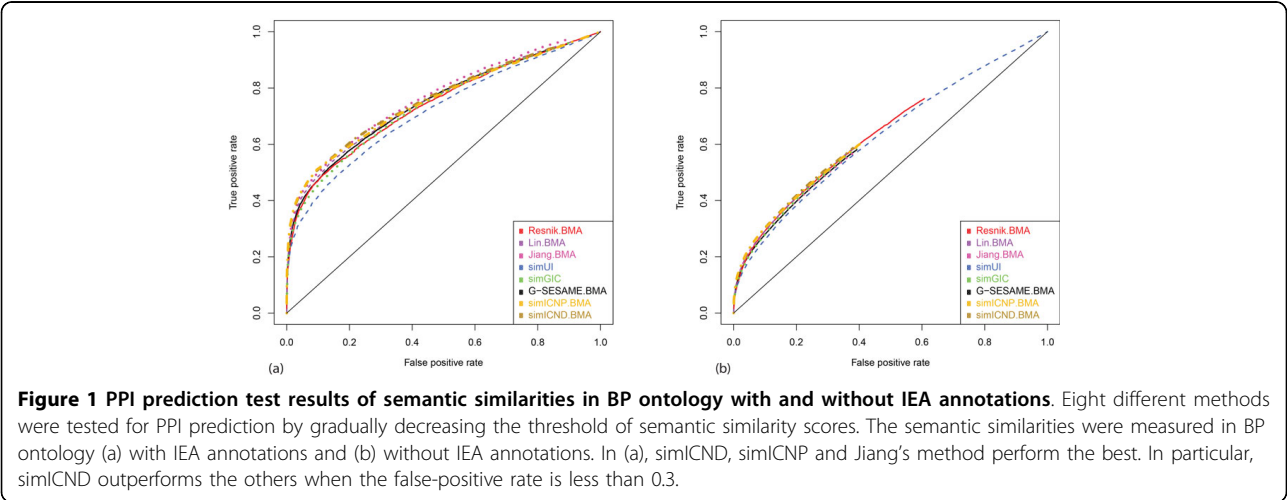 1.0
0.8
0.6
0.4
0.2
0.0
True positive rate
0.0 0.2 0.4 0.6 0.8 1.0
False positive rate
(a)
Resnik.BMA
Lin.BMA
Jiang.BMA
simUI
simGIC
G-SESAME.BMA
simICNP.BMA
simICND.BMA
1.0
0.8
0.6
0.4
0.2
0.0
True positive rate
0.0 0.2 0.4 0.6 0.8 1.0
False positive rate
(b)
Resnik.BMA
Lin.BMA
Jiang.BMA
simUI
simGIC
G-SESAME.BMA
simICNP.BMA
simICND.BMA
Figure 1 PPI prediction test results of semantic similarities in BP ontology with and without IEA annotations. Eight different methods
were tested for PPI prediction by gradually decreasing the threshold of semantic similarity scores. The semantic similarities were measured in BP
ontology (a) with IEA annotations and (b) without IEA annotations. In (a), simICND, simICNP and Jiang's method perform the best. In particular,
simICND outperforms the others when the false-positive rate is less than 0.3.